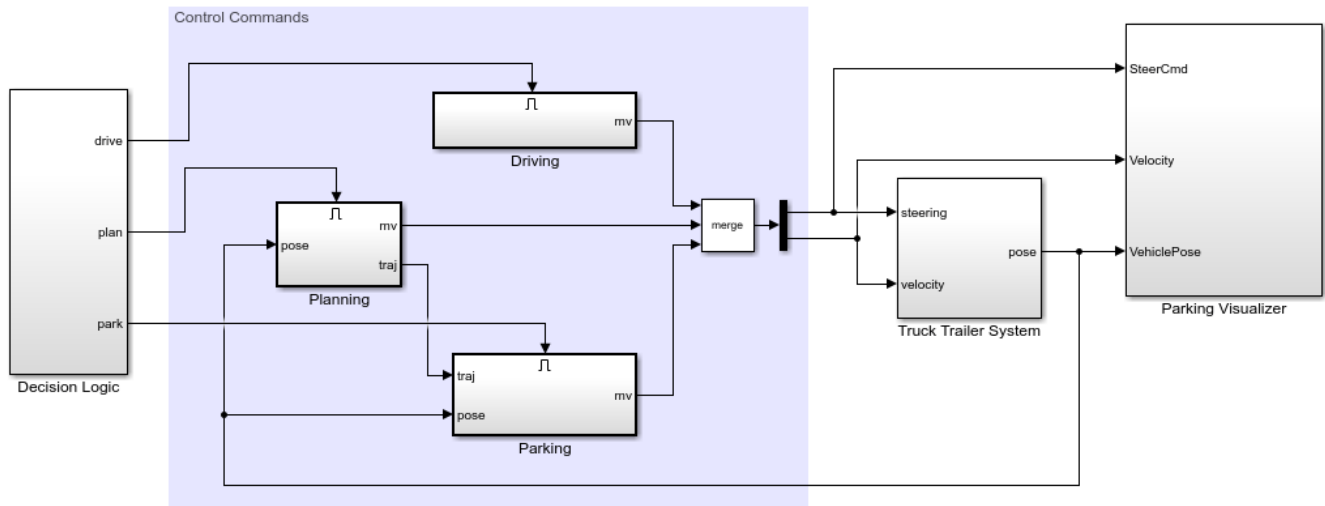 Control Commands
drive
plan
park
Decision Logic
mv
Driving
pose
mv
traj
Planning
traj
pose
mv
Parking
merge
steering
velocity
pose
Truck Trailer System
SteerCmd
Velocity
VehiclePose
Parking Visualizer